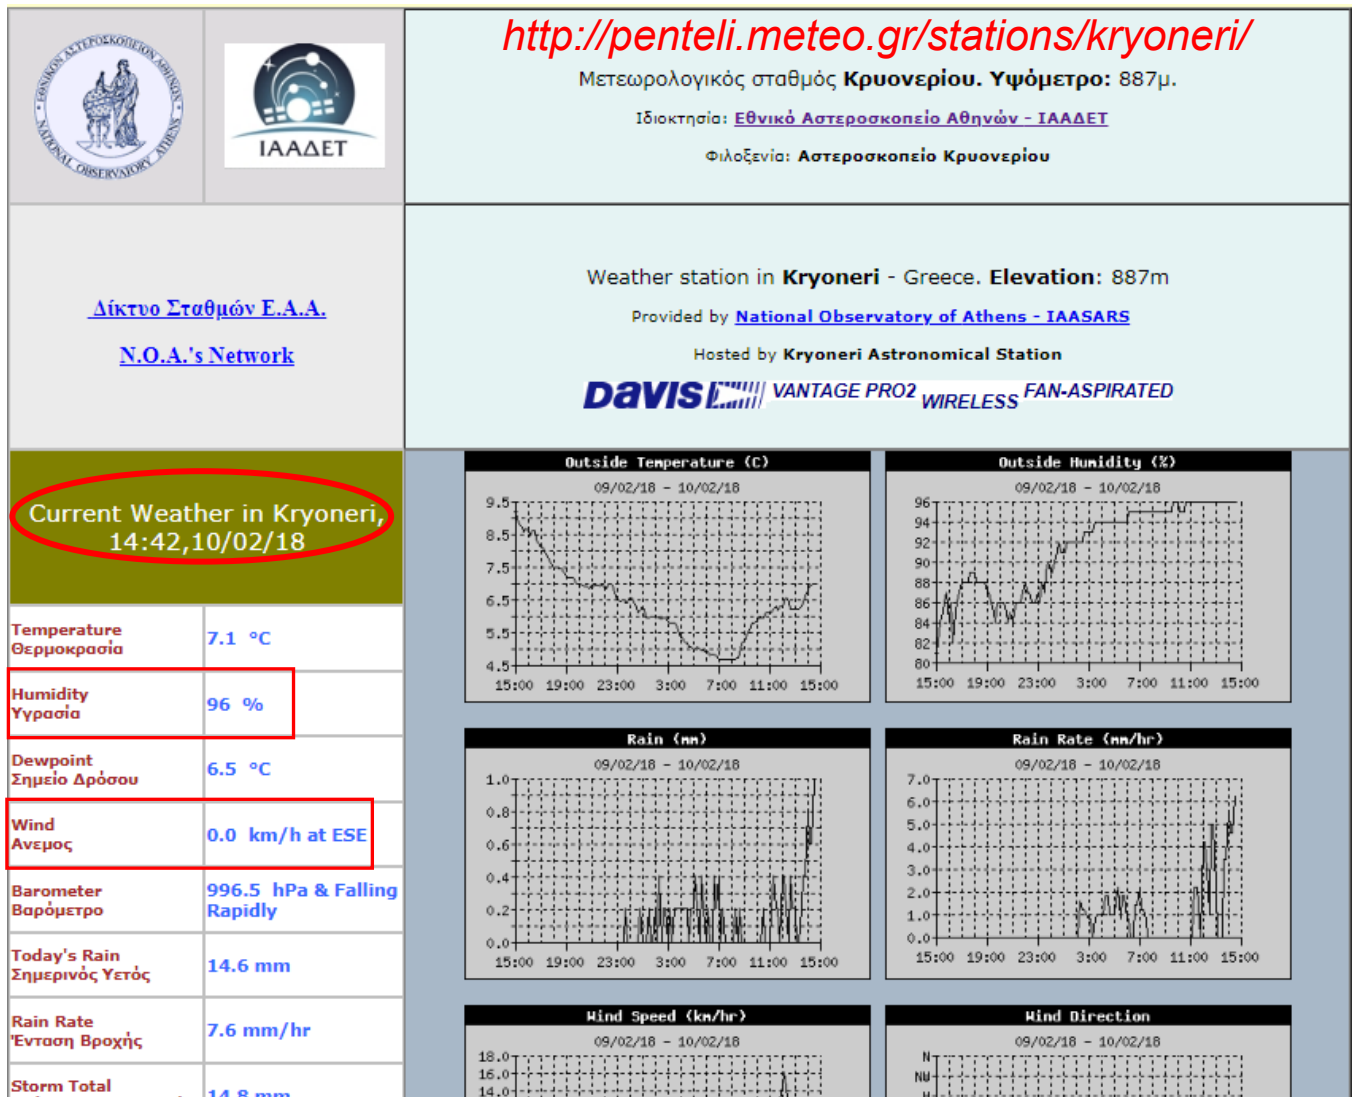 http://penteli.meteo.gr/stations/kryoneri/
ΕΘΝΙΚΟΝ ΑΣΤΕΡΟΣΚΟΠΕΙΟΝ ΑΘΗΝΩΝ
NATIONAL OBSERVATORY ATHENS
ΙΑΑΔΕΤ
Μετεωρολογικός σταθμός Κρυονερίου. Υψόμετρο: 887μ.
Ιδιοκτησία: Εθνικό Αστεροσκοπείο Αθηνών - ΙΑΑΔΕΤ
Φιλοξενία: Αστεροσκοπείο Κρυονερίου
Δίκτυο Σταθμών Ε.Α.Α.
N.O.A.'s Network
Weather station in Kryoneri - Greece. Elevation: 887m
Provided by National Observatory of Athens - IAASARS
Hosted by Kryoneri Astronomical Station
DAVIS VANTAGE PRO2 WIRELESS FAN-ASPIRATED
Current Weather in Kryoneri,
14:42,10/02/18
Temperature
Θερμοκρασία
7.1 °C
Humidity
Υγρασία
96 %
Dewpoint
Σημείο Δρόσου
6.5 °C
Wind
Ανεμος
0.0 km/h at ESE
Barometer
Βαρόμετρο
996.5 hPa & Falling
Rapidly
Today's Rain
Σημερινός Υετός
14.6 mm
Rain Rate
Ένταση Βροχής
7.6 mm/hr
Storm Total
14.8 mm
Outside Temperature (C)
09/02/18 - 10/02/18
9.5
8.5
7.5
6.5
5.5
4.5
15:00 19:00 23:00 3:00 7:00 11:00 15:00
Outside Humidity (%)
09/02/18 - 10/02/18
96
94
92
90
88
86
84
82
80
15:00 19:00 23:00 3:00 7:00 11:00 15:00
Rain (mm)
09/02/18 - 10/02/18
1.0
0.8
0.6
0.4
0.2
0.0
15:00 19:00 23:00 3:00 7:00 11:00 15:00
Rain Rate (mm/hr)
09/02/18 - 10/02/18
7.0
6.0
5.0
4.0
3.0
2.0
1.0
0.0
15:00 19:00 23:00 3:00 7:00 11:00 15:00
Wind Speed (km/hr)
09/02/18 - 10/02/18
18.0
16.0
14.0
Wind Direction
09/02/18 - 10/02/18
N
NW
W